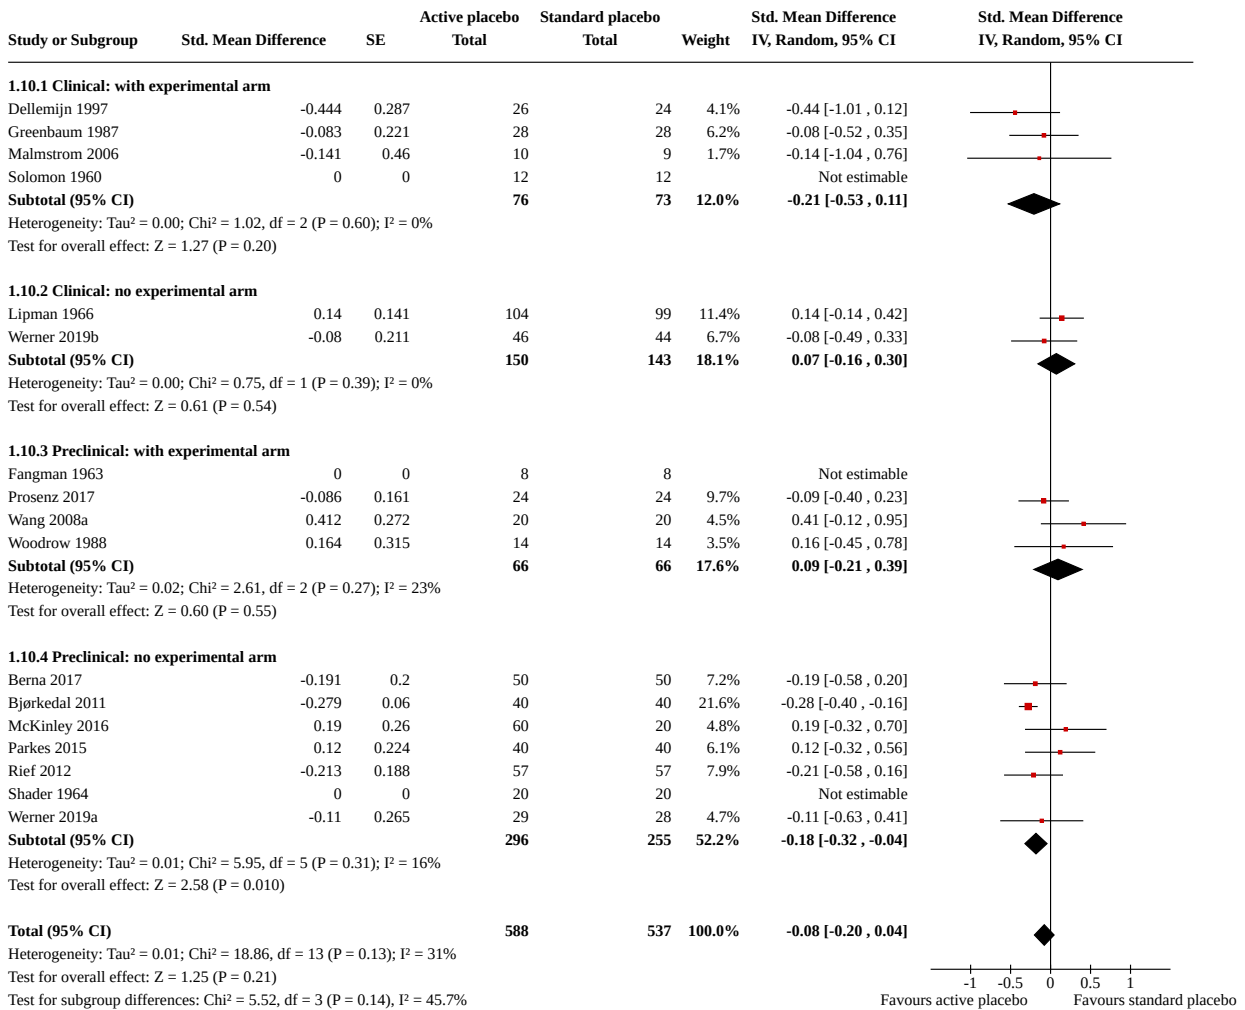 Active placebo Standard placebo Std. Mean Difference Std. Mean Difference
Study or Subgroup Std. Mean Difference SE Total Total Weight IV, Random, 95% CI IV, Random, 95% CI
1.10.1 Clinical: with experimental arm
Dellemijn 1997 -0.444 0.287 26 24 4.1% -0.44 [-1.01 , 0.12]
Greenbaum 1987 -0.083 0.221 28 28 6.2% -0.08 [-0.52 , 0.35]
Malmstrom 2006 -0.141 0.46 10 9 1.7% -0.14 [-1.04 , 0.76]
Solomon 1960 0 0 12 12 Not estimable
Subtotal (95% CI) 76 73 12.0% -0.21 [-0.53 , 0.11]
Heterogeneity: Tau² = 0.00; Chi² = 1.02, df = 2 (P = 0.60); I² = 0%
Test for overall effect: Z = 1.27 (P = 0.20)
1.10.2 Clinical: no experimental arm
Lipman 1966 0.14 0.141 104 99 11.4% 0.14 [-0.14 , 0.42]
Werner 2019b -0.08 0.211 46 44 6.7% -0.08 [-0.49 , 0.33]
Subtotal (95% CI) 150 143 18.1% 0.07 [-0.16 , 0.30]
Heterogeneity: Tau² = 0.00; Chi² = 0.75, df = 1 (P = 0.39); I² = 0%
Test for overall effect: Z = 0.61 (P = 0.54)
1.10.3 Preclinical: with experimental arm
Fangman 1963 0 0 8 8 Not estimable
Prosenz 2017 -0.086 0.161 24 24 9.7% -0.09 [-0.40 , 0.23]
Wang 2008a 0.412 0.272 20 20 4.5% 0.41 [-0.12 , 0.95]
Woodrow 1988 0.164 0.315 14 14 3.5% 0.16 [-0.45 , 0.78]
Subtotal (95% CI) 66 66 17.6% 0.09 [-0.21 , 0.39]
Heterogeneity: Tau² = 0.02; Chi² = 2.61, df = 2 (P = 0.27); I² = 23%
Test for overall effect: Z = 0.60 (P = 0.55)
1.10.4 Preclinical: no experimental arm
Berna 2017 -0.191 0.2 50 50 7.2% -0.19 [-0.58 , 0.20]
Bjørkedal 2011 -0.279 0.06 40 40 21.6% -0.28 [-0.40 , -0.16]
McKinley 2016 0.19 0.26 60 20 4.8% 0.19 [-0.32 , 0.70]
Parkes 2015 0.12 0.224 40 40 6.1% 0.12 [-0.32 , 0.56]
Rief 2012 -0.213 0.188 57 57 7.9% -0.21 [-0.58 , 0.16]
Shader 1964 0 0 20 20 Not estimable
Werner 2019a -0.11 0.265 29 28 4.7% -0.11 [-0.63 , 0.41]
Subtotal (95% CI) 296 255 52.2% -0.18 [-0.32 , -0.04]
Heterogeneity: Tau² = 0.01; Chi² = 5.95, df = 5 (P = 0.31); I² = 16%
Test for overall effect: Z = 2.58 (P = 0.010)
Total (95% CI) 588 537 100.0% -0.08 [-0.20 , 0.04]
Heterogeneity: Tau² = 0.01; Chi² = 18.86, df = 13 (P = 0.13); I² = 31%
Test for overall effect: Z = 1.25 (P = 0.21) -1 -0.5 0 0.5 1
Test for subgroup differences: Chi² = 5.52, df = 3 (P = 0.14), I² = 45.7% Favours active placebo Favours standard placebo